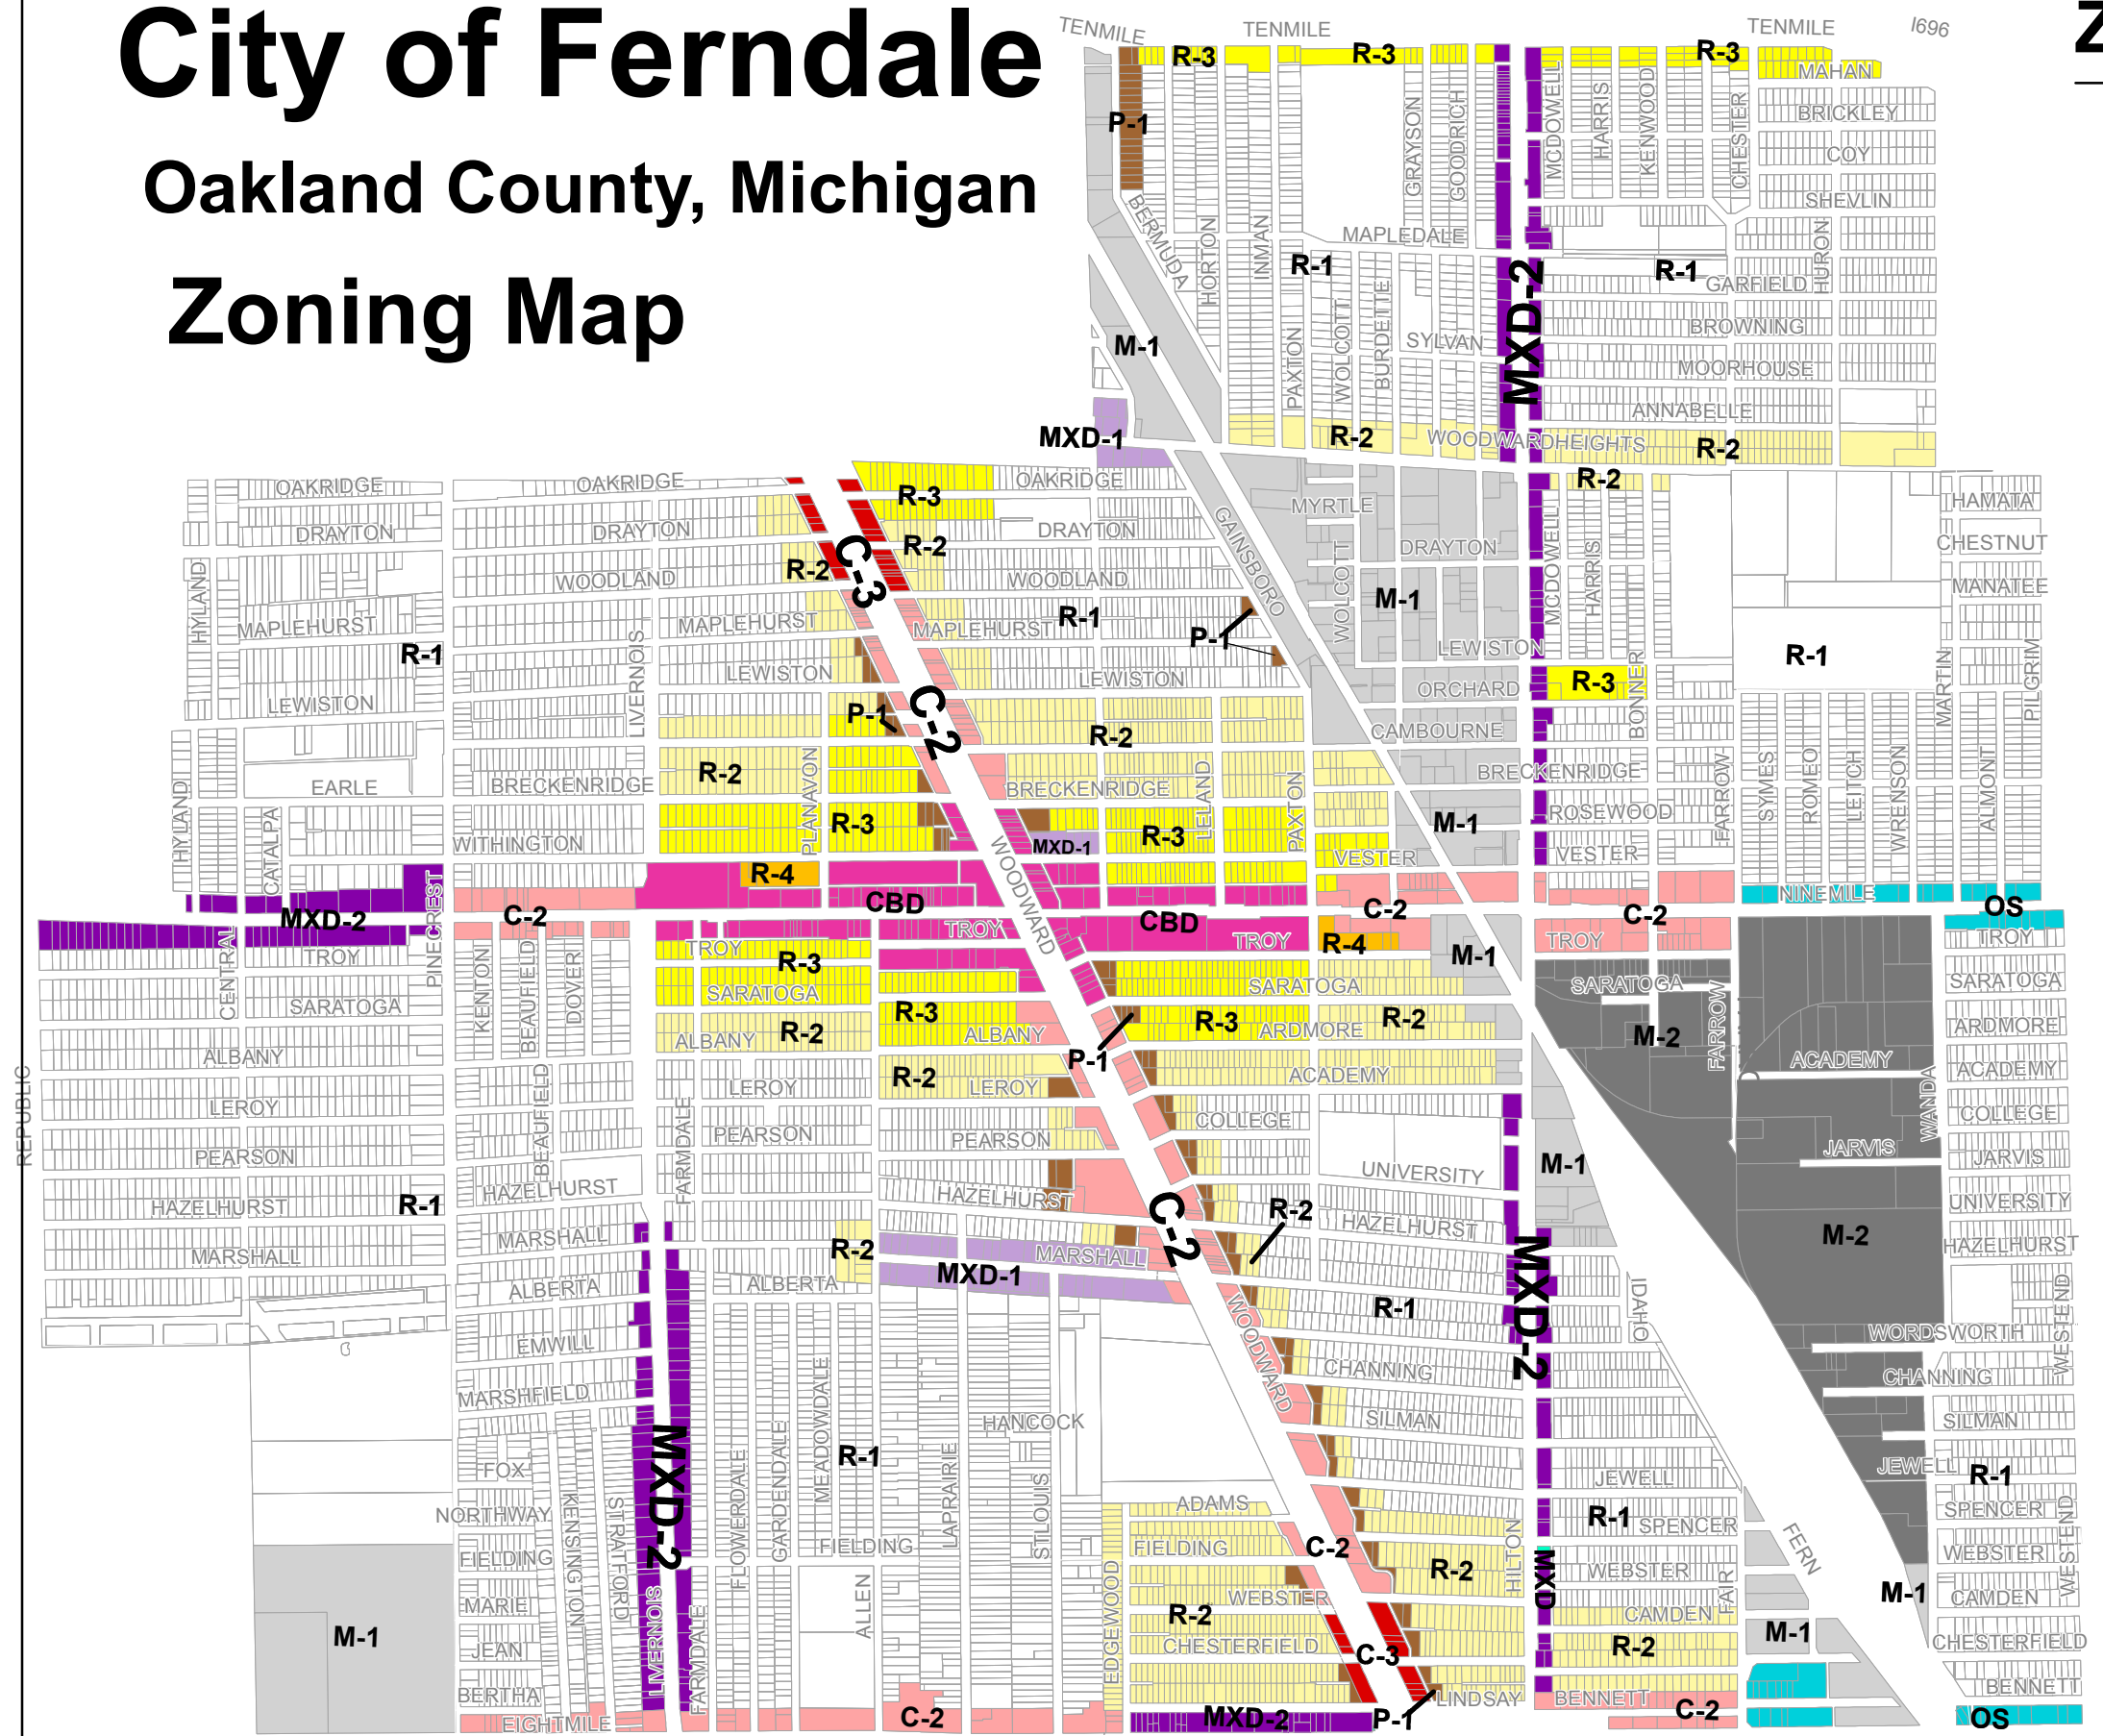 City of Ferndale
Oakland County, Michigan
Zoning Map
Z
TENMILE
TENMILE
TENMILE
I696
R-3
R-3
R-3
MAHAN
P-1
BRICKLEY
COY
SHEVLIN
MCDOWELL
HARRIS
KENWOOD
CHESTER
GRAYSON
GOODRICH
BERMUDA
HORTON
INMAN
MAPLEDALE
R-1
R-1
GARFIELD
HURON
MXD-2
BROWNING
MOORHOUSE
ANNABELLE
M-1
PAXTON
WOLCOTT
BURDETTE
SYLVAN
MXD-1
R-2
WOODWARDHEIGHTS
R-2
R-2
OAKRIDGE
OAKRIDGE
R-3
OAKRIDGE
DRAYTON
DRAYTON
R-2
DRAYTON
C-3
R-2
WOODLAND
WOODLAND
GAINSBORO
MYRTLE
DRAYTON
WOLCOTT
M-1
MCDOWELL
HARRIS
HAMATA
CHESTNUT
MANATEE
HYLAND
MAPLEHURST
MAPLEHURST
MAPLEHURST
R-1
P-1
LEWISTON
R-1
R-1
LIVERNOIS
LEWISTON
LEWISTON
LEWISTON
C-2
P-1
R-3
ORCHARD
BONNER
MARTIN
PILGRIM
R-2
R-2
CAMBOURNE
EARLE
BRECKENRIDGE
BRECKENRIDGE
BRECKENRIDGE
PLANAVON
LELAND
PAXTON
HYLAND
CATALPA
WITHINGTON
R-3
R-3
MXD-1
M-1
ROSEWOOD
VESTER
VESTER
FARROW
SYMES
ROMEO
LEITCH
WRENSON
ALMONT
WOODWARD
R-4
MXD-2
PINECREST
C-2
CBD
CBD
C-2
C-2
NINEMILE
OS
TROY
TROY
TROY
TROY
R-4
TROY
TROY
M-1
CENTRAL
R-3
SARATOGA
SARATOGA
SARATOGA
SARATOGA
SARATOGA
KENTON
BEAUFIELD
DOVER
R-3
R-3
ARDMORE
R-2
ARDMORE
ALBANY
ALBANY
R-2
ALBANY
P-1
M-2
FARROW
ACADEMY
ACADEMY
ACADEMY
REPUBLIC
LEROY
LEROY
R-2
LEROY
COLLEGE
COLLEGE
WANDA
BEAUFIELD
FARMDALE
PEARSON
PEARSON
PEARSON
JARVIS
JARVIS
UNIVERSITY
M-1
UNIVERSITY
HAZELHURST
R-1
HAZELHURST
HAZELHURST
C-2
R-2
HAZELHURST
M-2
HAZELHURST
MARSHALL
MARSHALL
R-2
MARSHALL
MXD-1
ALBERTA
ALBERTA
R-1
MXD-2
IDAHO
WESTEND
EMWILL
WOODWARD
WORDSWORTH
CHANNING
CHANNING
MARSHFIELD
MEADOWDALE
SILMAN
SILMAN
HANCOCK
MXD-2
R-1
FOX
JEWELL
JEWELL
R-1
FLOWERDALE
GARDENDALE
LAPRAIRIE
STLOUIS
NORTHWAY
KENSINGTON
STRATFORD
ADAMS
R-1
SPENCER
SPENCER
FIELDING
FIELDING
FIELDING
C-2
R-2
HILTON
MXD
WEBSTER
FERN
WEBSTER
WESTEND
MARIE
ALLEN
EDGEWOOD
WEBSTER
R-2
CAMDEN
FAIR
M-1
CAMDEN
M-1
JEAN
LIVERNOIS
FARMDALE
CHESTERFIELD
C-3
R-2
M-1
CHESTERFIELD
BERTHA
LINDSAY
BENNETT
BENNETT
EIGHTMILE
C-2
MXD-2
P-1
C-2
OS